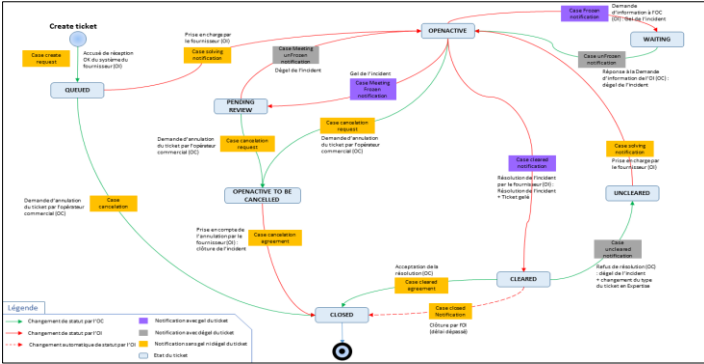 Create ticket
Case create
request
Accusé de réception
OK du système du
fournisseur (OI)
QUEUED
Prise en charge par
le fournisseur (OI)
Case solving
notification
OPENACTIVE
Case Frozen
notification
Demande
d'information à l'OC
(OI) : Gel de l'incident
WAITING
Case unFrozen
notification
Réponse à la Demande
d'information de l'OI (OC) :
dégel de l'incident
Case Meeting
unFrozen
notification
Dégel de l'incident
Gel de l'incident
Case Meeting
Frozen
notification
PENDING
REVIEW
Demande d'annulation
du ticket par l'opérateur
commercial (OC)
Case cancelation
request
Case cancelation
request
Demande d'annulation
du ticket par l'opérateur
commercial (OC)
OPENACTIVE TO BE
CANCELLED
Case cleared
notification
Résolution de l'incident
par le fournisseur (OI) :
Résolution de l'incident
= Ticket gelé
Case solving
notification
Prise en charge par
le fournisseur (OI)
UNCLEARED
Demande d'annulation
du ticket par l'opérateur
commercial (OC)
Case
cancelation
Prise en compte de
l'annulation par le
fournisseur (OI) :
clôture de l'incident
Case cancelation
agreement
Case
uncleared
notification
Refus de résolution (OC)
: dégel de l'incident
+ changement du type
du ticket en Expertise
Acceptation de la
résolution (OC)
Case cleared
agreement
CLEARED
CLOSED
Case closed
Notification
Clôture par l'OI
(délai dépassé)
Légende
Changement de statut par l'OC
Notification avec gel du ticket
Changement de statut par l'OI
Notification avec dégel du ticket
Changement automatique de statut par l'OI
Notification sans gel ni dégel du ticket
Etat du ticket